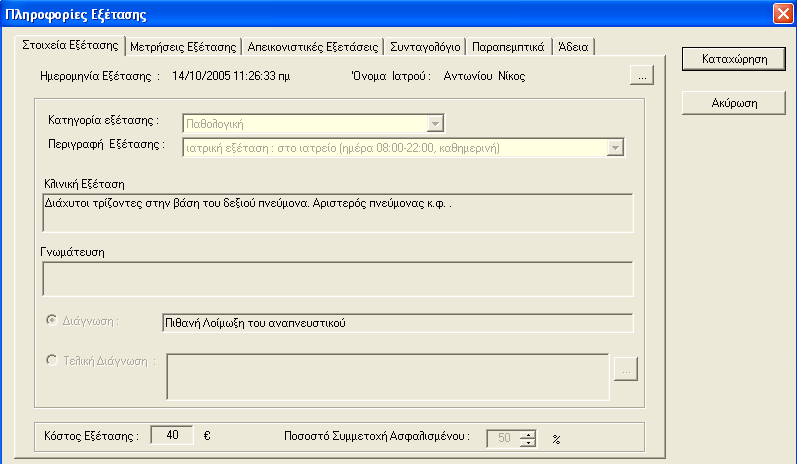 Πληροφορίες Εξέτασης
Στοιχεία Εξέτασης Μετρήσεις Εξέτασης Απεικονιστικές Εξετάσεις Συνταγολόγιο Παραπεμπτικά Άδεια
Καταχώρηση
Ημερομηνία Εξέτασης : 14/10/2005 11:26:33 πμ Όνομα Ιατρού : Αντωνίου Νίκος ...
Ακύρωση
Κατηγορία εξέτασης : Παθολογική
Περιγραφή Εξέτασης : ιατρική εξέταση : στο ιατρείο (ημέρα 08:00-22:00, καθημερινή)
Κλινική Εξέταση
Διάχυτοι τρίζοντες στην βάση του δεξιού πνεύμονα. Αριστερός πνεύμονας κ.φ. .
Γνωμάτευση
Διάγνωση : Πιθανή Λοίμωξη του αναπνευστικού
Τελική Διάγνωση : ...
Κόστος Εξέτασης : 40 € Ποσοστό Συμμετοχή Ασφαλισμένου : 50 %